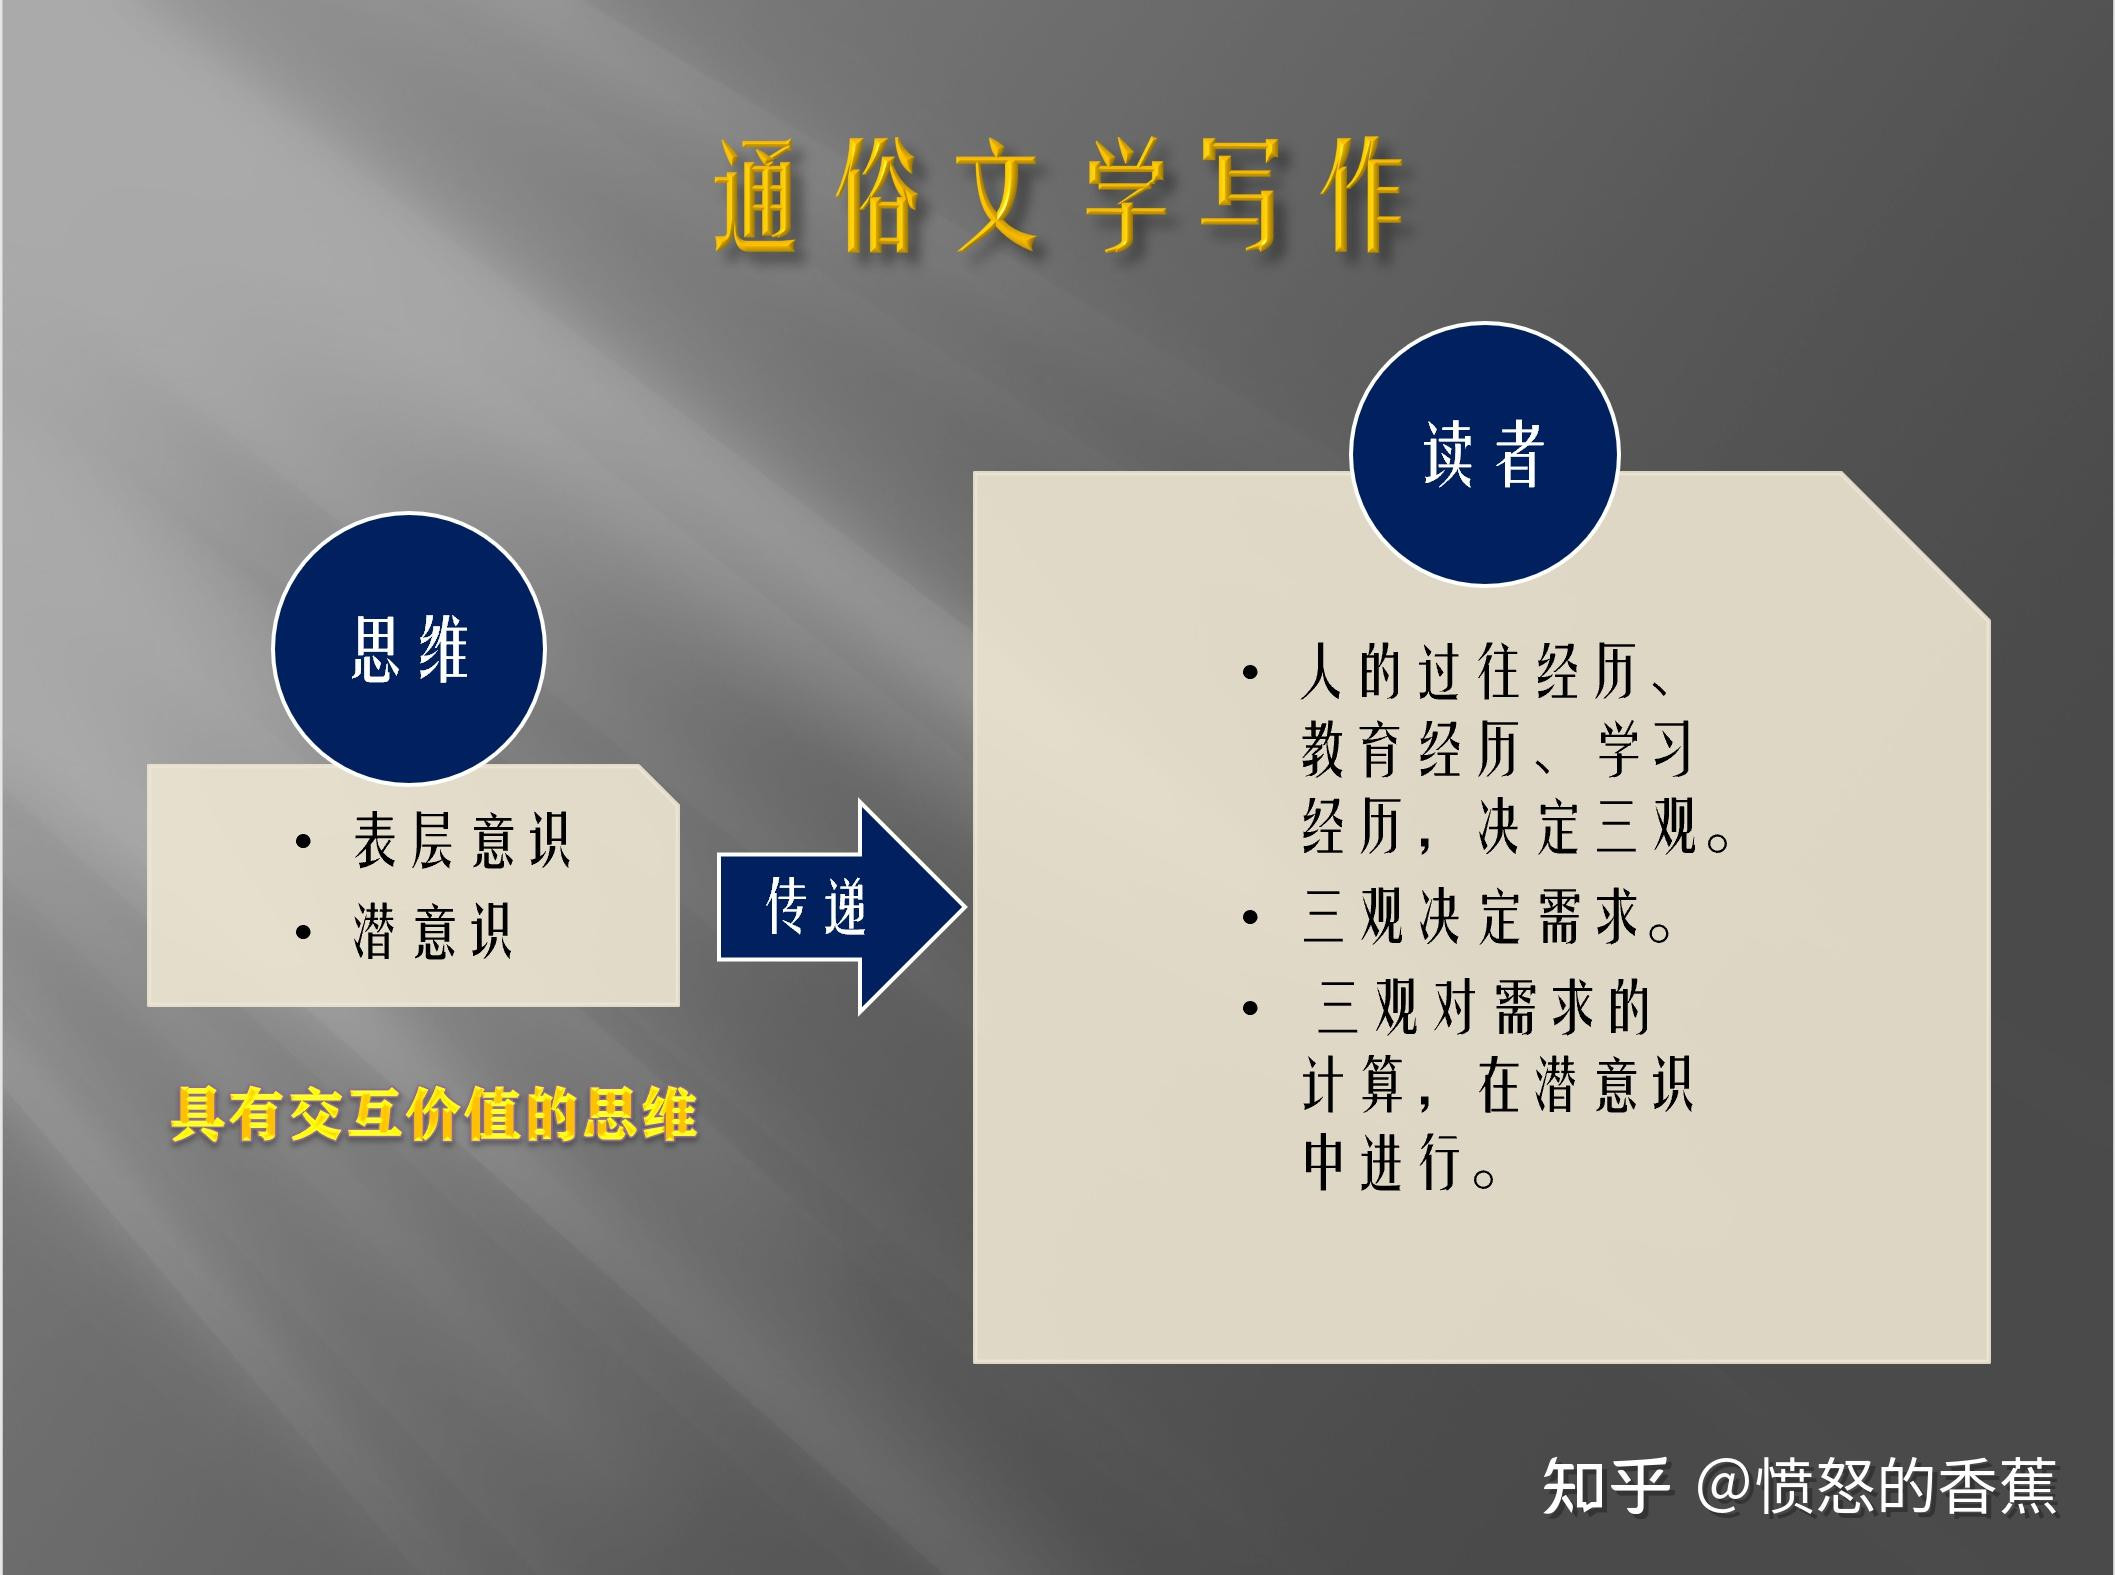 通俗文学写作
思维
• 表层意识
• 潜意识
具有交互价值的思维
传递
读者
• 人的过往经历、
教育经历、学习
经历，决定三观。
• 三观决定需求。
• 三观对需求的
计算，在潜意识
中进行。
知乎 @愤怒的香蕉